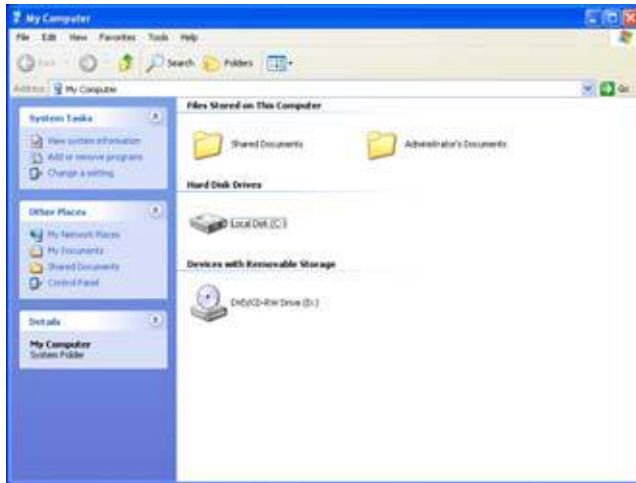 My Computer
File Edit View Favorites Tools Help
Back Search Folders
Address My Computer Go
System Tasks
View system information
Add or remove programs
Change a setting
Other Places
My Network Places
My Documents
Shared Documents
Control Panel
Details
My Computer
System Folder
Files Stored on This Computer
Shared Documents Administrator's Documents
Hard Disk Drives
Local Disk (C:)
Devices with Removable Storage
DVD/CD-RW Drive (D:)